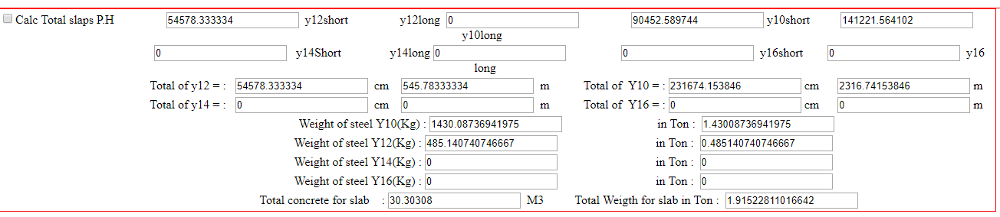 Calc Total slaps P.H 54578.333334 y12short y12long 0 90452.589744 y10short 141221.564102
y10long
0 y14Short y14long 0 0 y16short 0 y16
long
Total of y12 = : 54578.333334 cm 545.78333334 m Total of Y10 = : 231674.153846 cm 2316.74153846 m
Total of y14 = : 0 cm 0 m Total of Y16 = : 0 cm 0 m
Weight of steel Y10(Kg) : 1430.08736941975 in Ton : 1.43008736941975
Weight of steel Y12(Kg) : 485.140740746667 in Ton : 0.485140740746667
Weight of steel Y14(Kg) : 0 in Ton : 0
Weight of steel Y16(Kg) : 0 in Ton : 0
Total concrete for slab : 30.30308 M3 Total Weigth for slab in Ton : 1.91522811016642